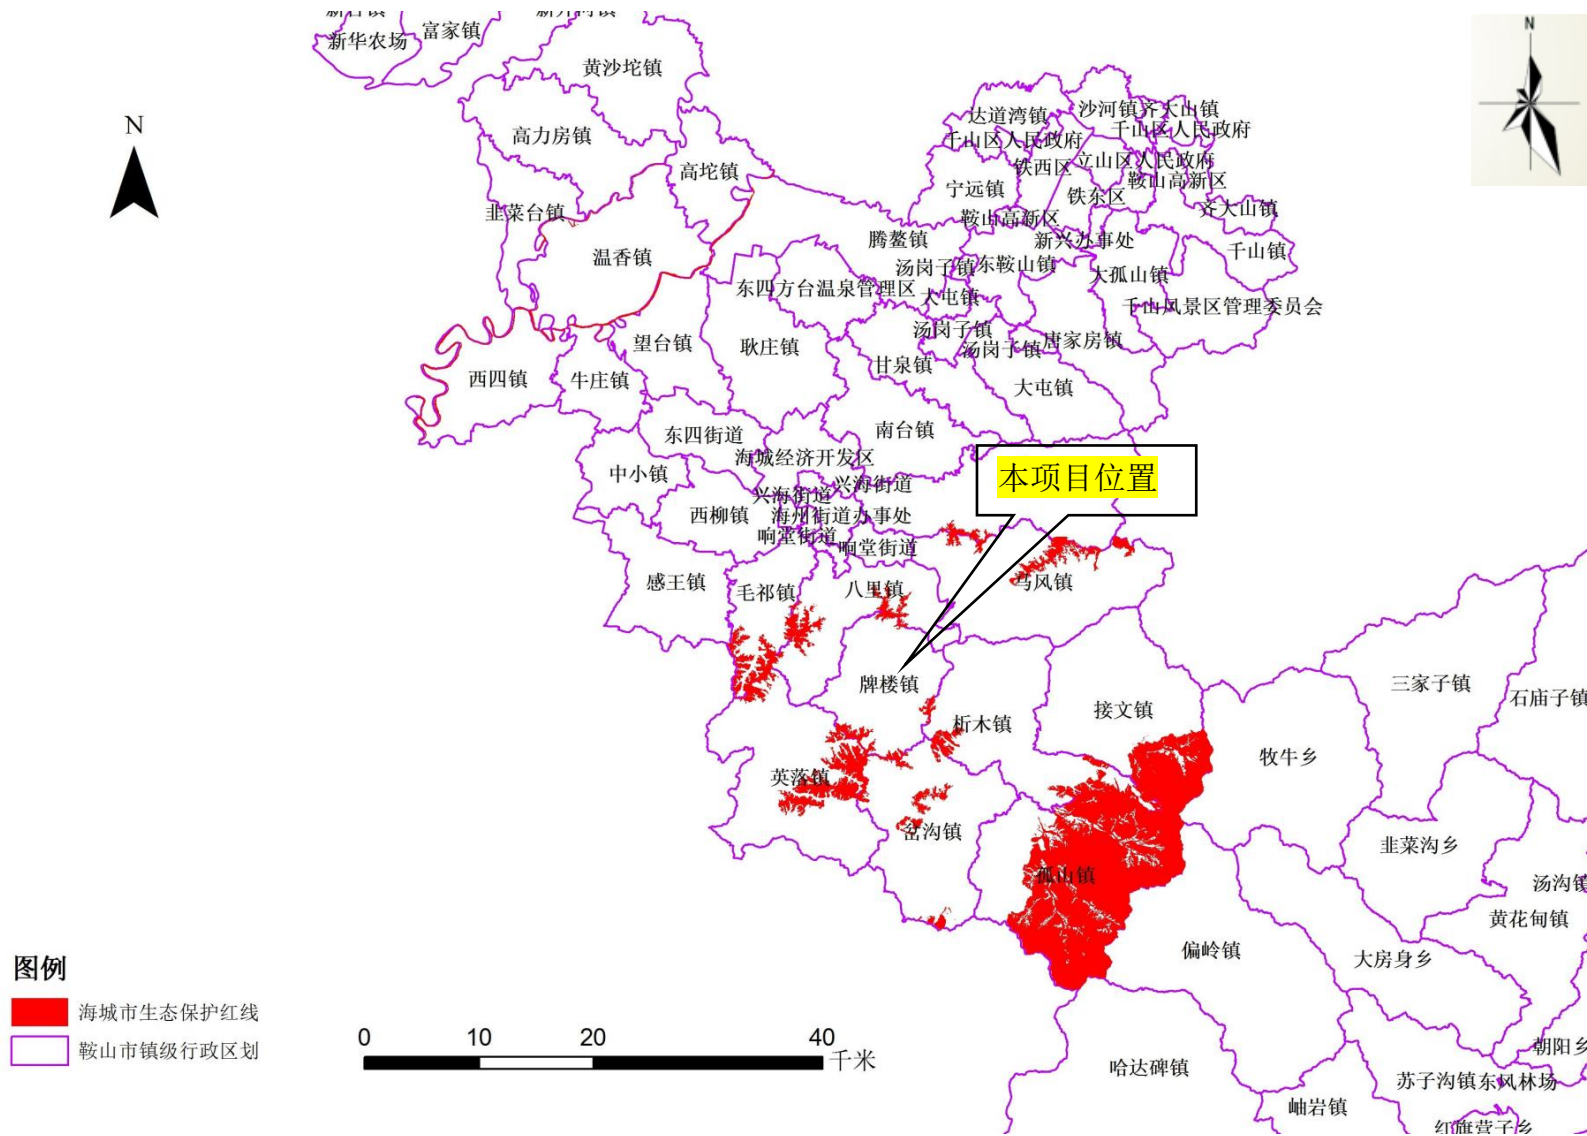 富家镇
新华农场
黄沙坨镇
N
N
高力房镇
达道湾镇
沙河镇
齐大山镇
千山区人民政府
千山区人民政府
高坨镇
铁西区
立山区人民政府
宁远镇
铁东区
鞍山高新区
韭菜台镇
鞍山高新区
齐大山镇
腾鳌镇
新兴办事处
千山镇
温香镇
汤岗子镇
东鞍山镇
大孤山镇
东四方台温泉管理区
大屯镇
千山风景区管理委员会
汤岗子镇
望台镇
耿庄镇
汤岗子镇
唐家房镇
甘泉镇
西四镇
牛庄镇
大屯镇
东四街道
南台镇
海城经济开发区
中小镇
本项目位置
兴海街道
兴海街道
西柳镇
海州街道办事处
响堂街道
响堂街道
感王镇
毛祁镇
八里镇
马风镇
牌楼镇
析木镇
接文镇
三家子镇
石庙子镇
牧牛乡
英落镇
岔沟镇
韭菜沟乡
孤山镇
汤沟镇
黄花甸镇
偏岭镇
大房身乡
图例
海城市生态保护红线
鞍山市镇级行政区划
0 10 20 40
千米
朝阳乡
哈达碑镇
苏子沟镇
东风林场
岫岩镇
红旗营子乡